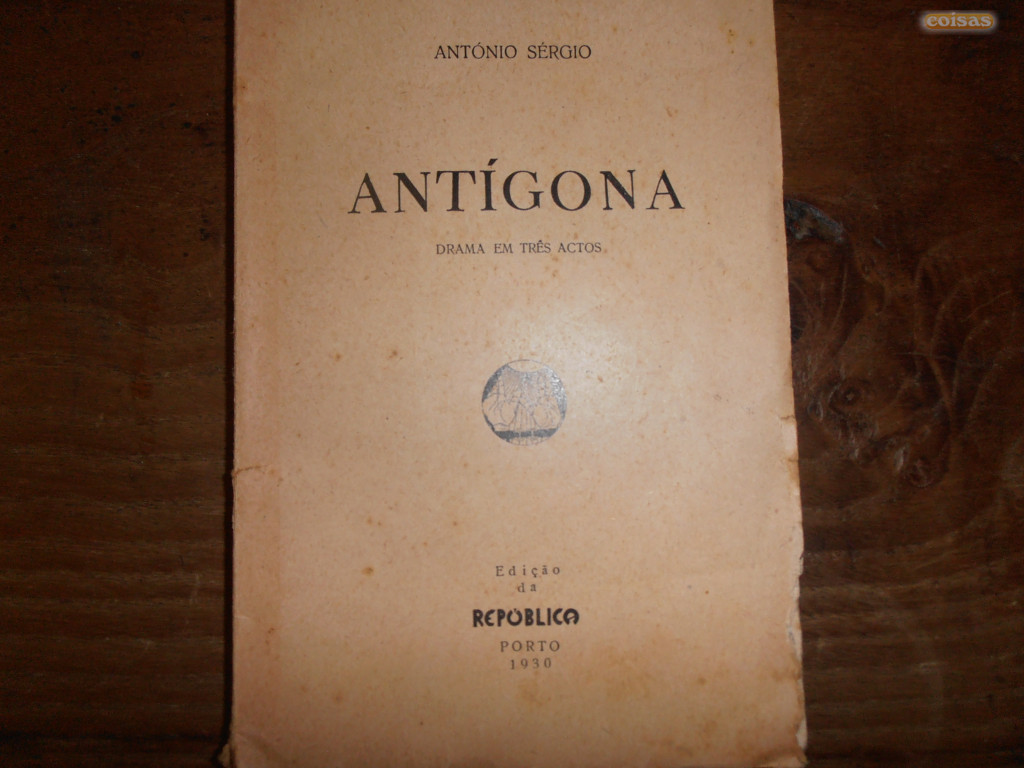 coisas
ANTÓNIO SÉRGIO
ANTÍGONA
DRAMA EM TRÊS ACTOS
Edição
da
REPÚBLICA
PORTO
1930